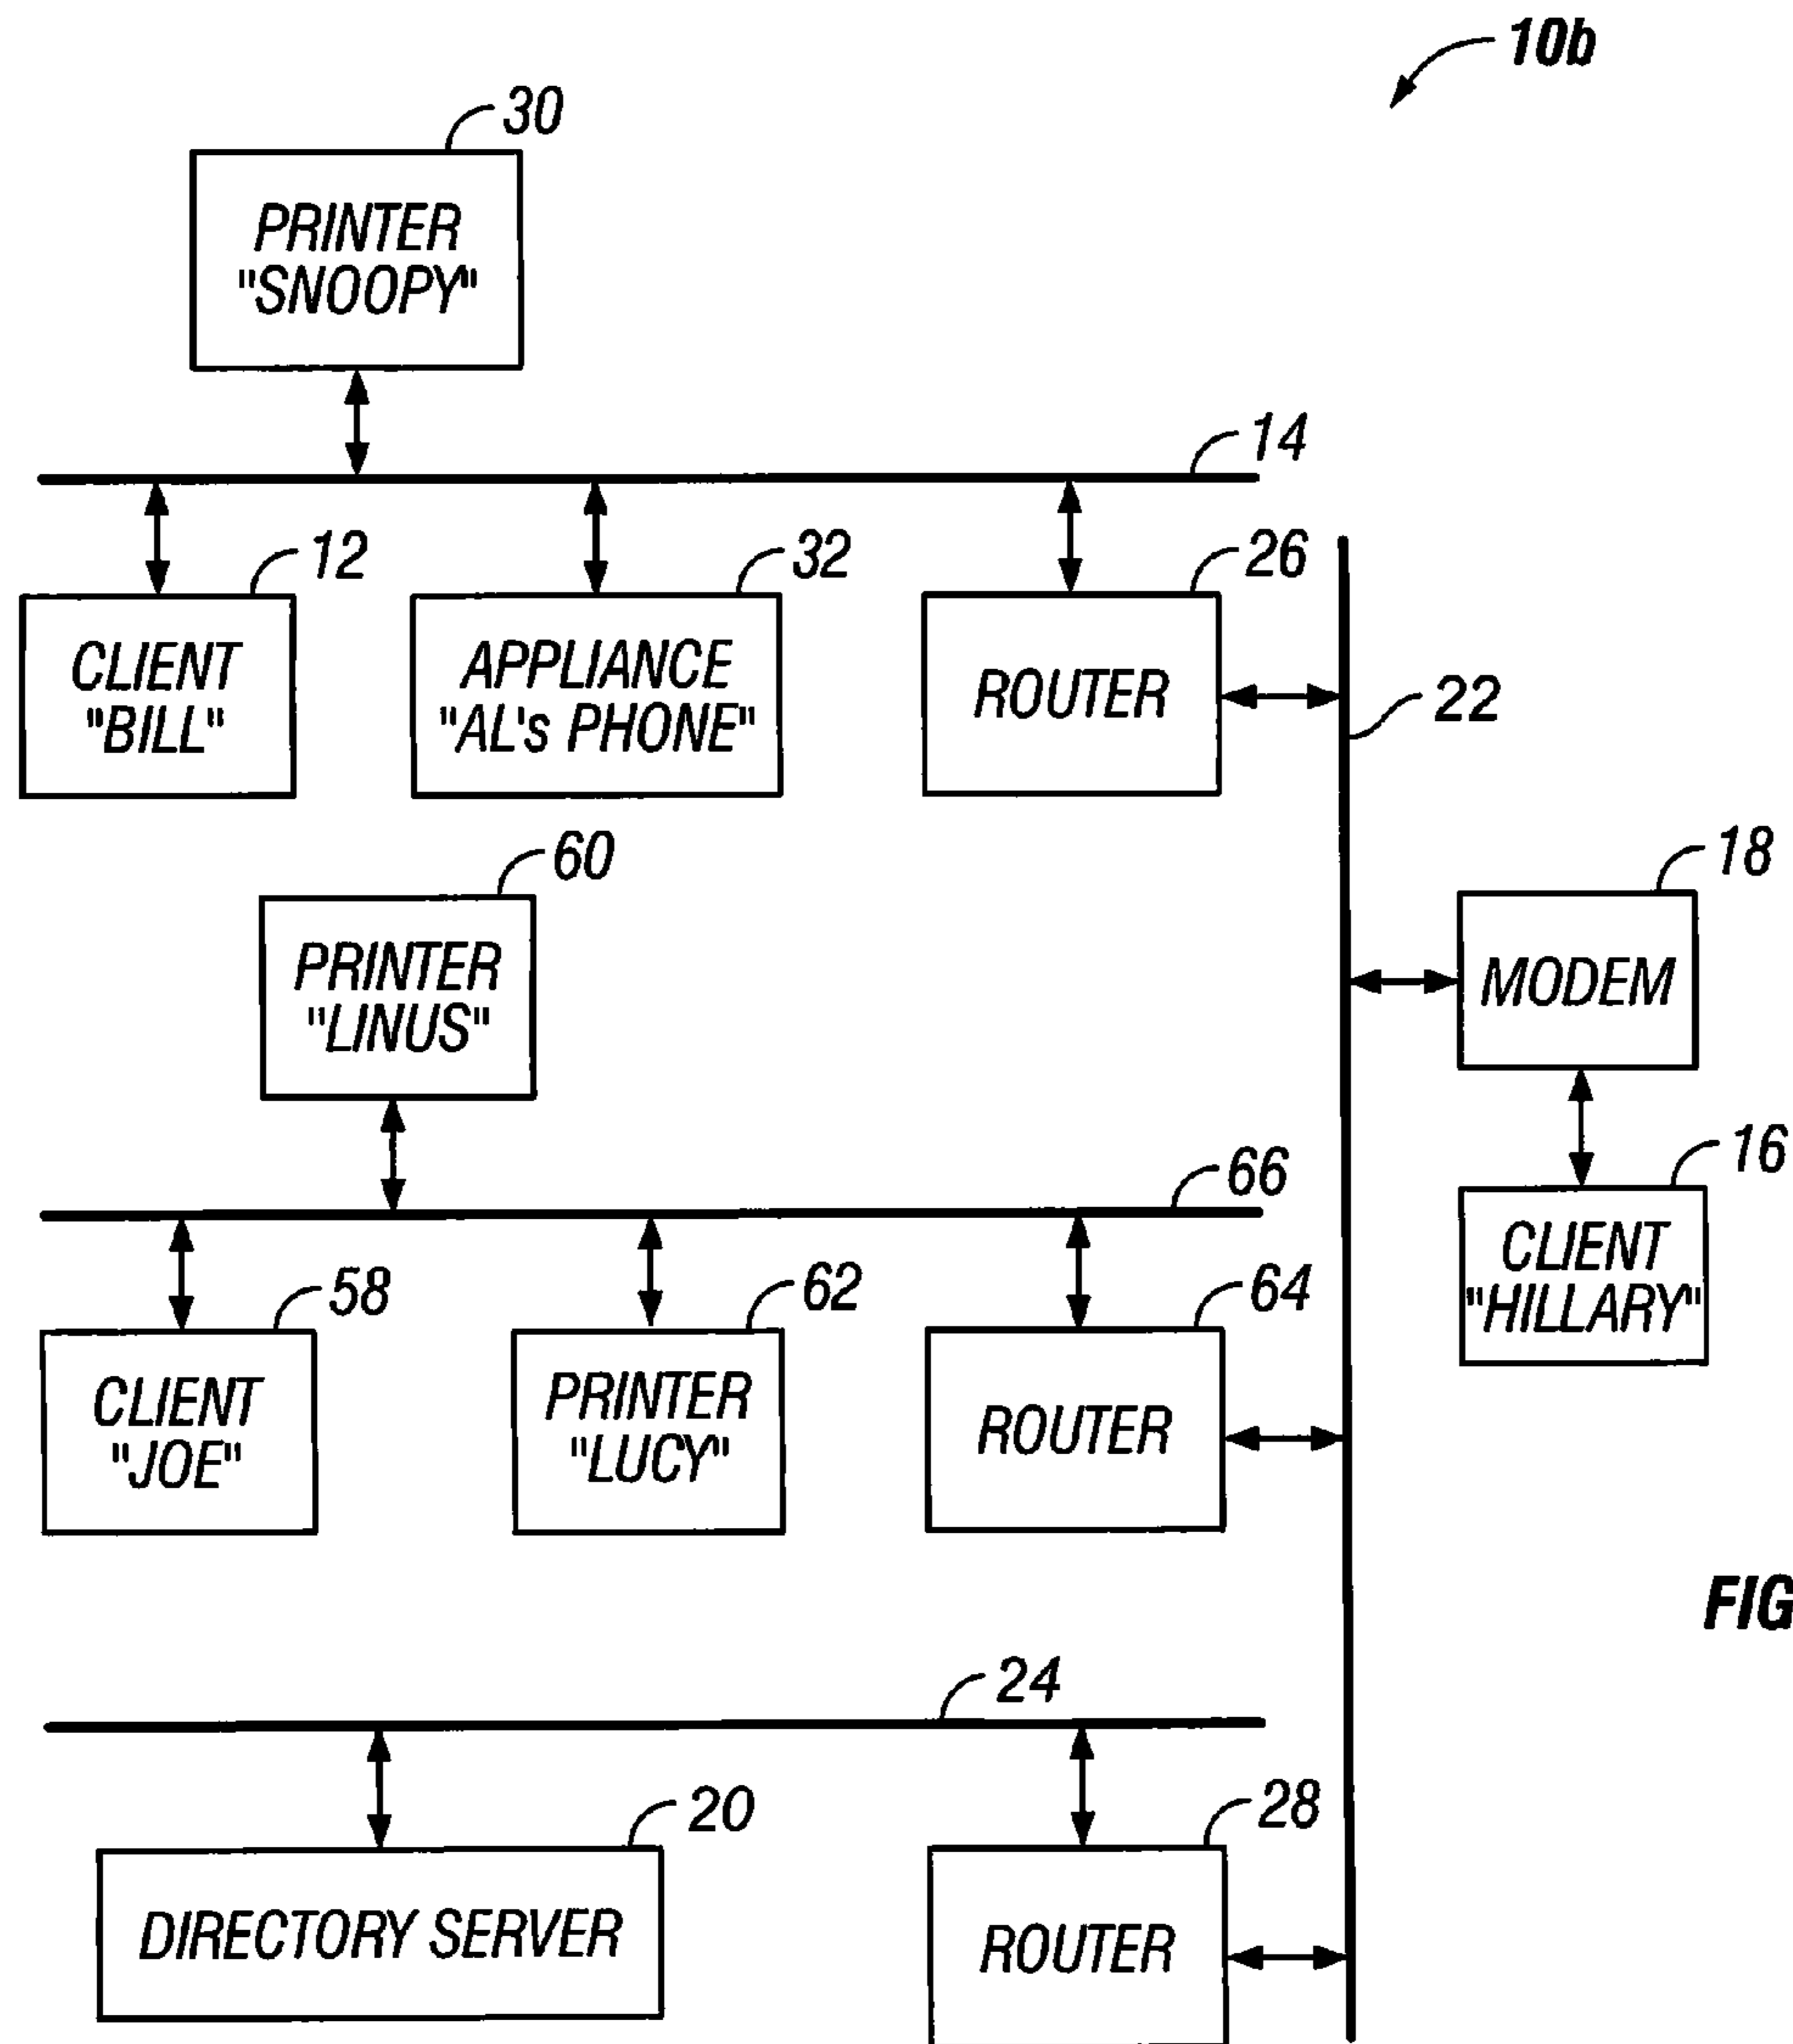 10b
30
PRINTER
"SNOOPY"
14
12
32
26
CLIENT
"BILL"
APPLIANCE
"AL's PHONE"
ROUTER
22
60
18
PRINTER
"LINUS"
MODEM
66
16
58
62
64
CLIENT
"HILLARY"
CLIENT
"JOE"
PRINTER
"LUCY"
ROUTER
FIG
24
20
28
DIRECTORY SERVER
ROUTER